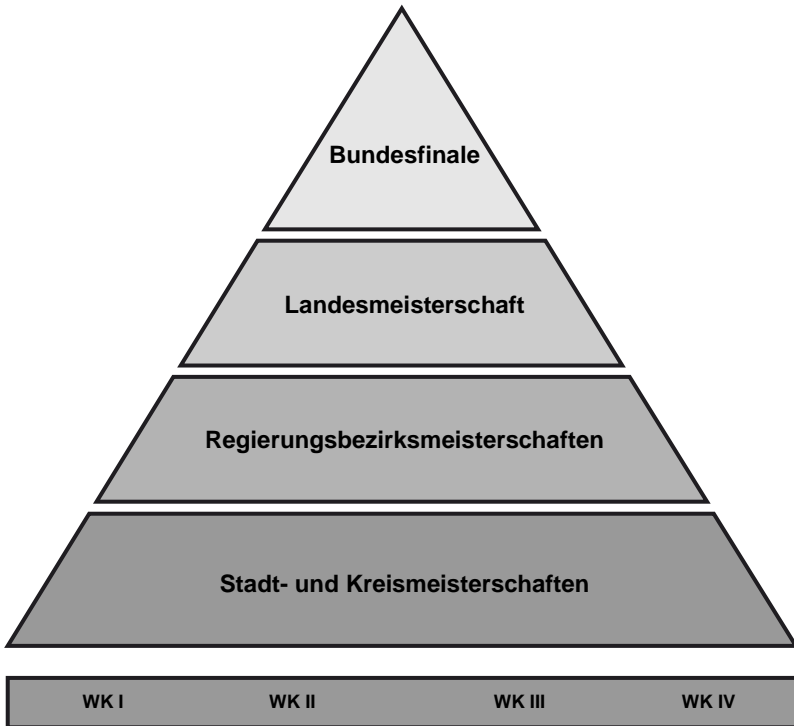 Bundesfinale
Landesmeisterschaft
Regierungsbezirksmeisterschaften
Stadt- und Kreismeisterschaften
WK I WK II WK III WK IV